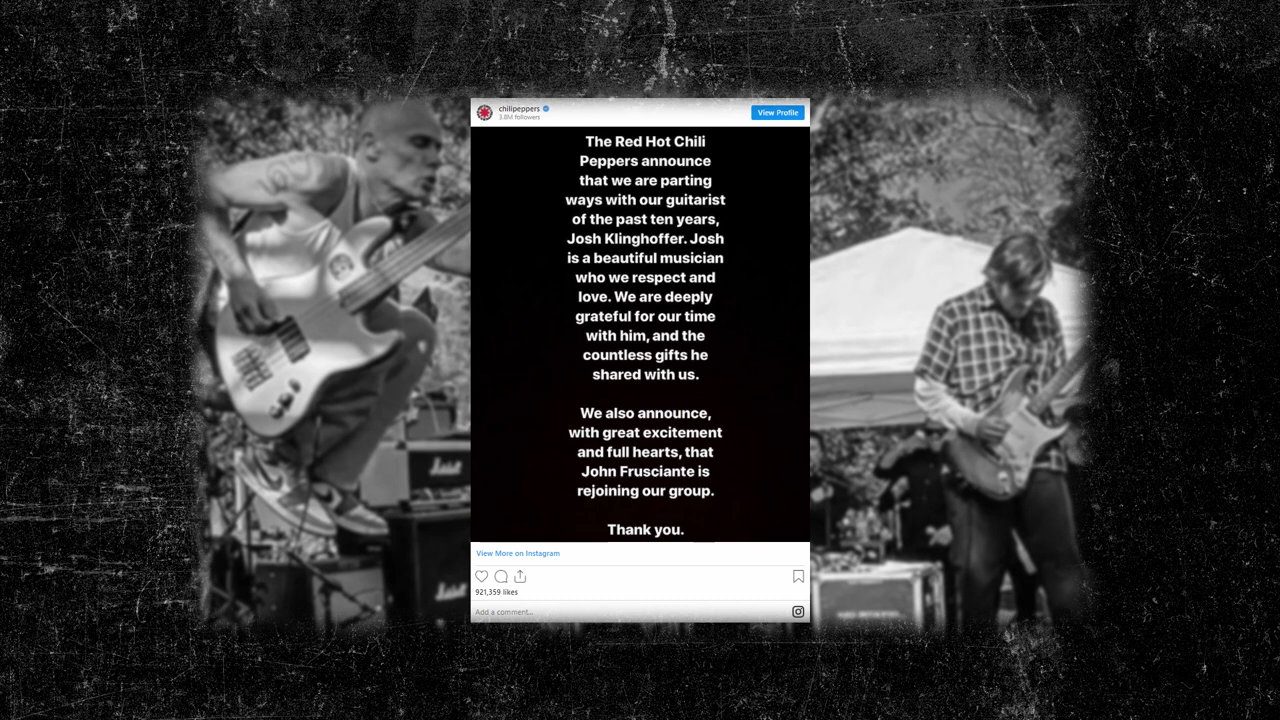 chilipeppers
3.8M followers
View Profile
The Red Hot Chili
Peppers announce
that we are parting
ways with our guitarist
of the past ten years,
Josh Klinghoffer. Josh
is a beautiful musician
who we respect and
love. We are deeply
grateful for our time
with him, and the
countless gifts he
shared with us.
We also announce,
with great excitement
and full hearts, that
John Frusciante is
rejoining our group.
Thank you.
View More on Instagram
921,359 likes
Add a comment...
Marshall